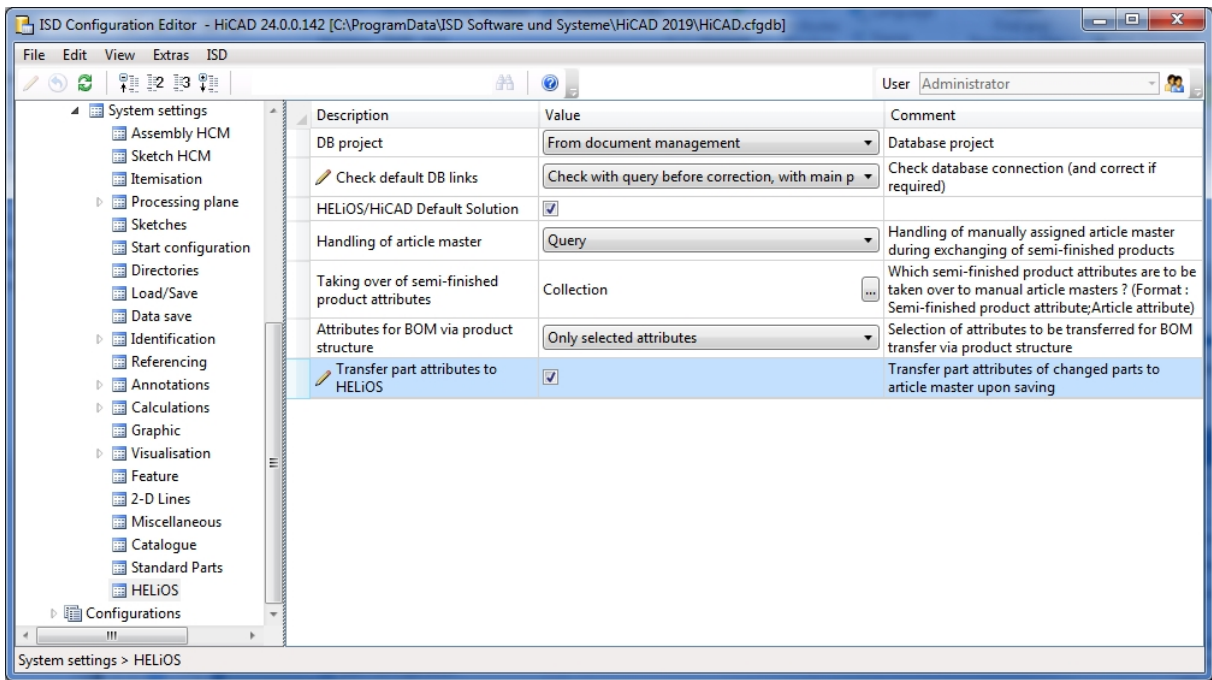 ISD Configuration Editor - HiCAD 24.0.0.142 [C:\ProgramData\ISD Software und Systeme\HiCAD 2019\HiCAD.cfgdb]
File Edit View Extras ISD
User Administrator
System settings
Assembly HCM
Sketch HCM
Itemisation
Processing plane
Sketches
Start configuration
Directories
Load/Save
Data save
Identification
Referencing
Annotations
Calculations
Graphic
Visualisation
Feature
2-D Lines
Miscellaneous
Catalogue
Standard Parts
HELiOS
Configurations
Description Value Comment
DB project From document management Database project
Check default DB links Check with query before correction, with main p Check database connection (and correct if
required)
HELiOS/HiCAD Default Solution
Handling of article master Query Handling of manually assigned article master
during exchanging of semi-finished products
Taking over of semi-finished
product attributes
Collection ...
Which semi-finished product attributes are to be
taken over to manual article masters ? (Format :
Semi-finished product attribute;Article attribute)
Attributes for BOM via product
structure
Only selected attributes
Selection of attributes to be transferred for BOM
transfer via product structure
Transfer part attributes to
HELiOS
Transfer part attributes of changed parts to
article master upon saving
System settings > HELiOS